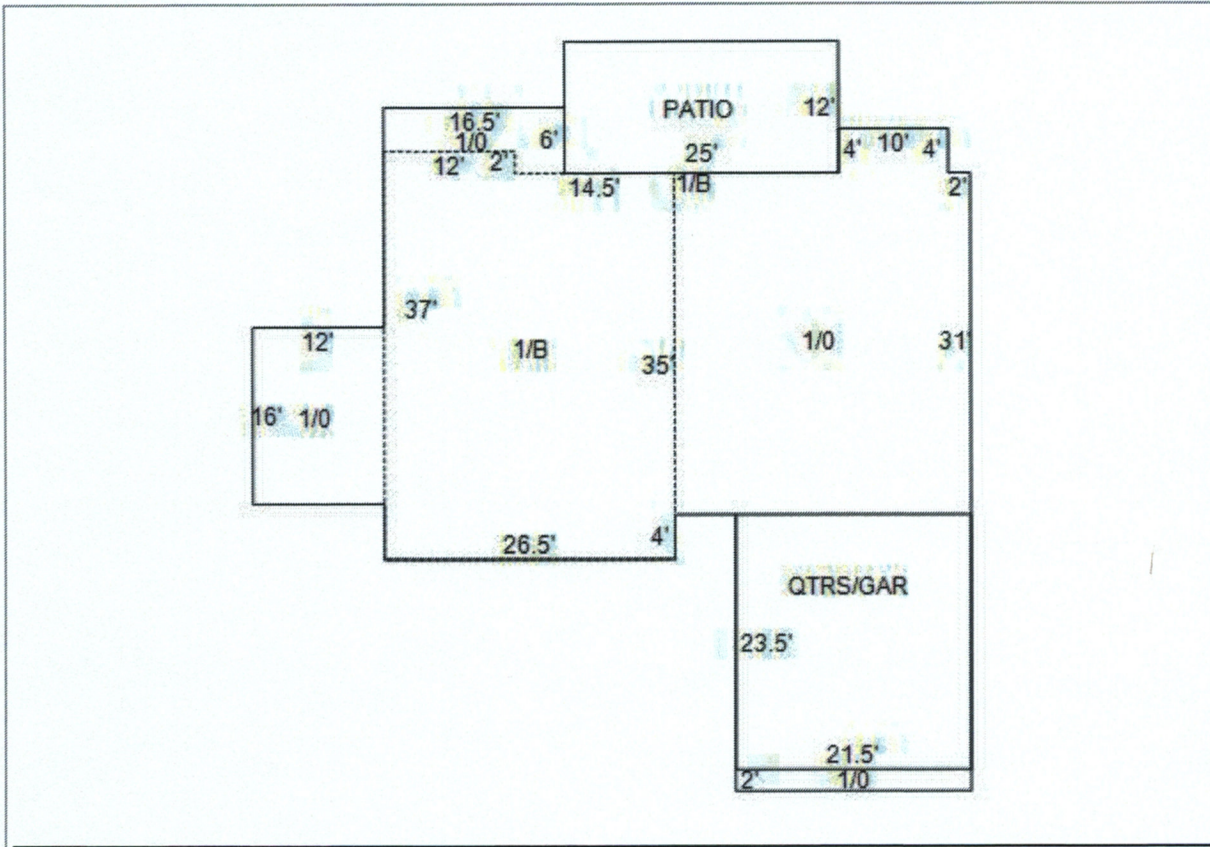 PATIO 12'
16.5'
1/0 6'
12' 2'
25'
4' 10' 4'
14.5' 1/B 2'
37'
12'
1/B 35' 1/0 31'
16' 1/0
26.5' 4'
QTRS/GAR
23.5'
21.5'
2' 1/0